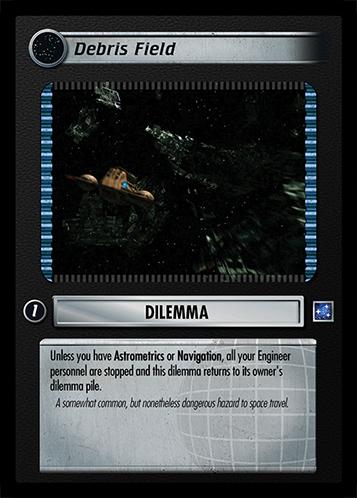 Debris Field
1
DILEMMA
Unless you have Astrometrics or Navigation, all your Engineer
personnel are stopped and this dilemma returns to its owner's
dilemma pile.
A somewhat common, but nonetheless dangerous hazard to space travel.